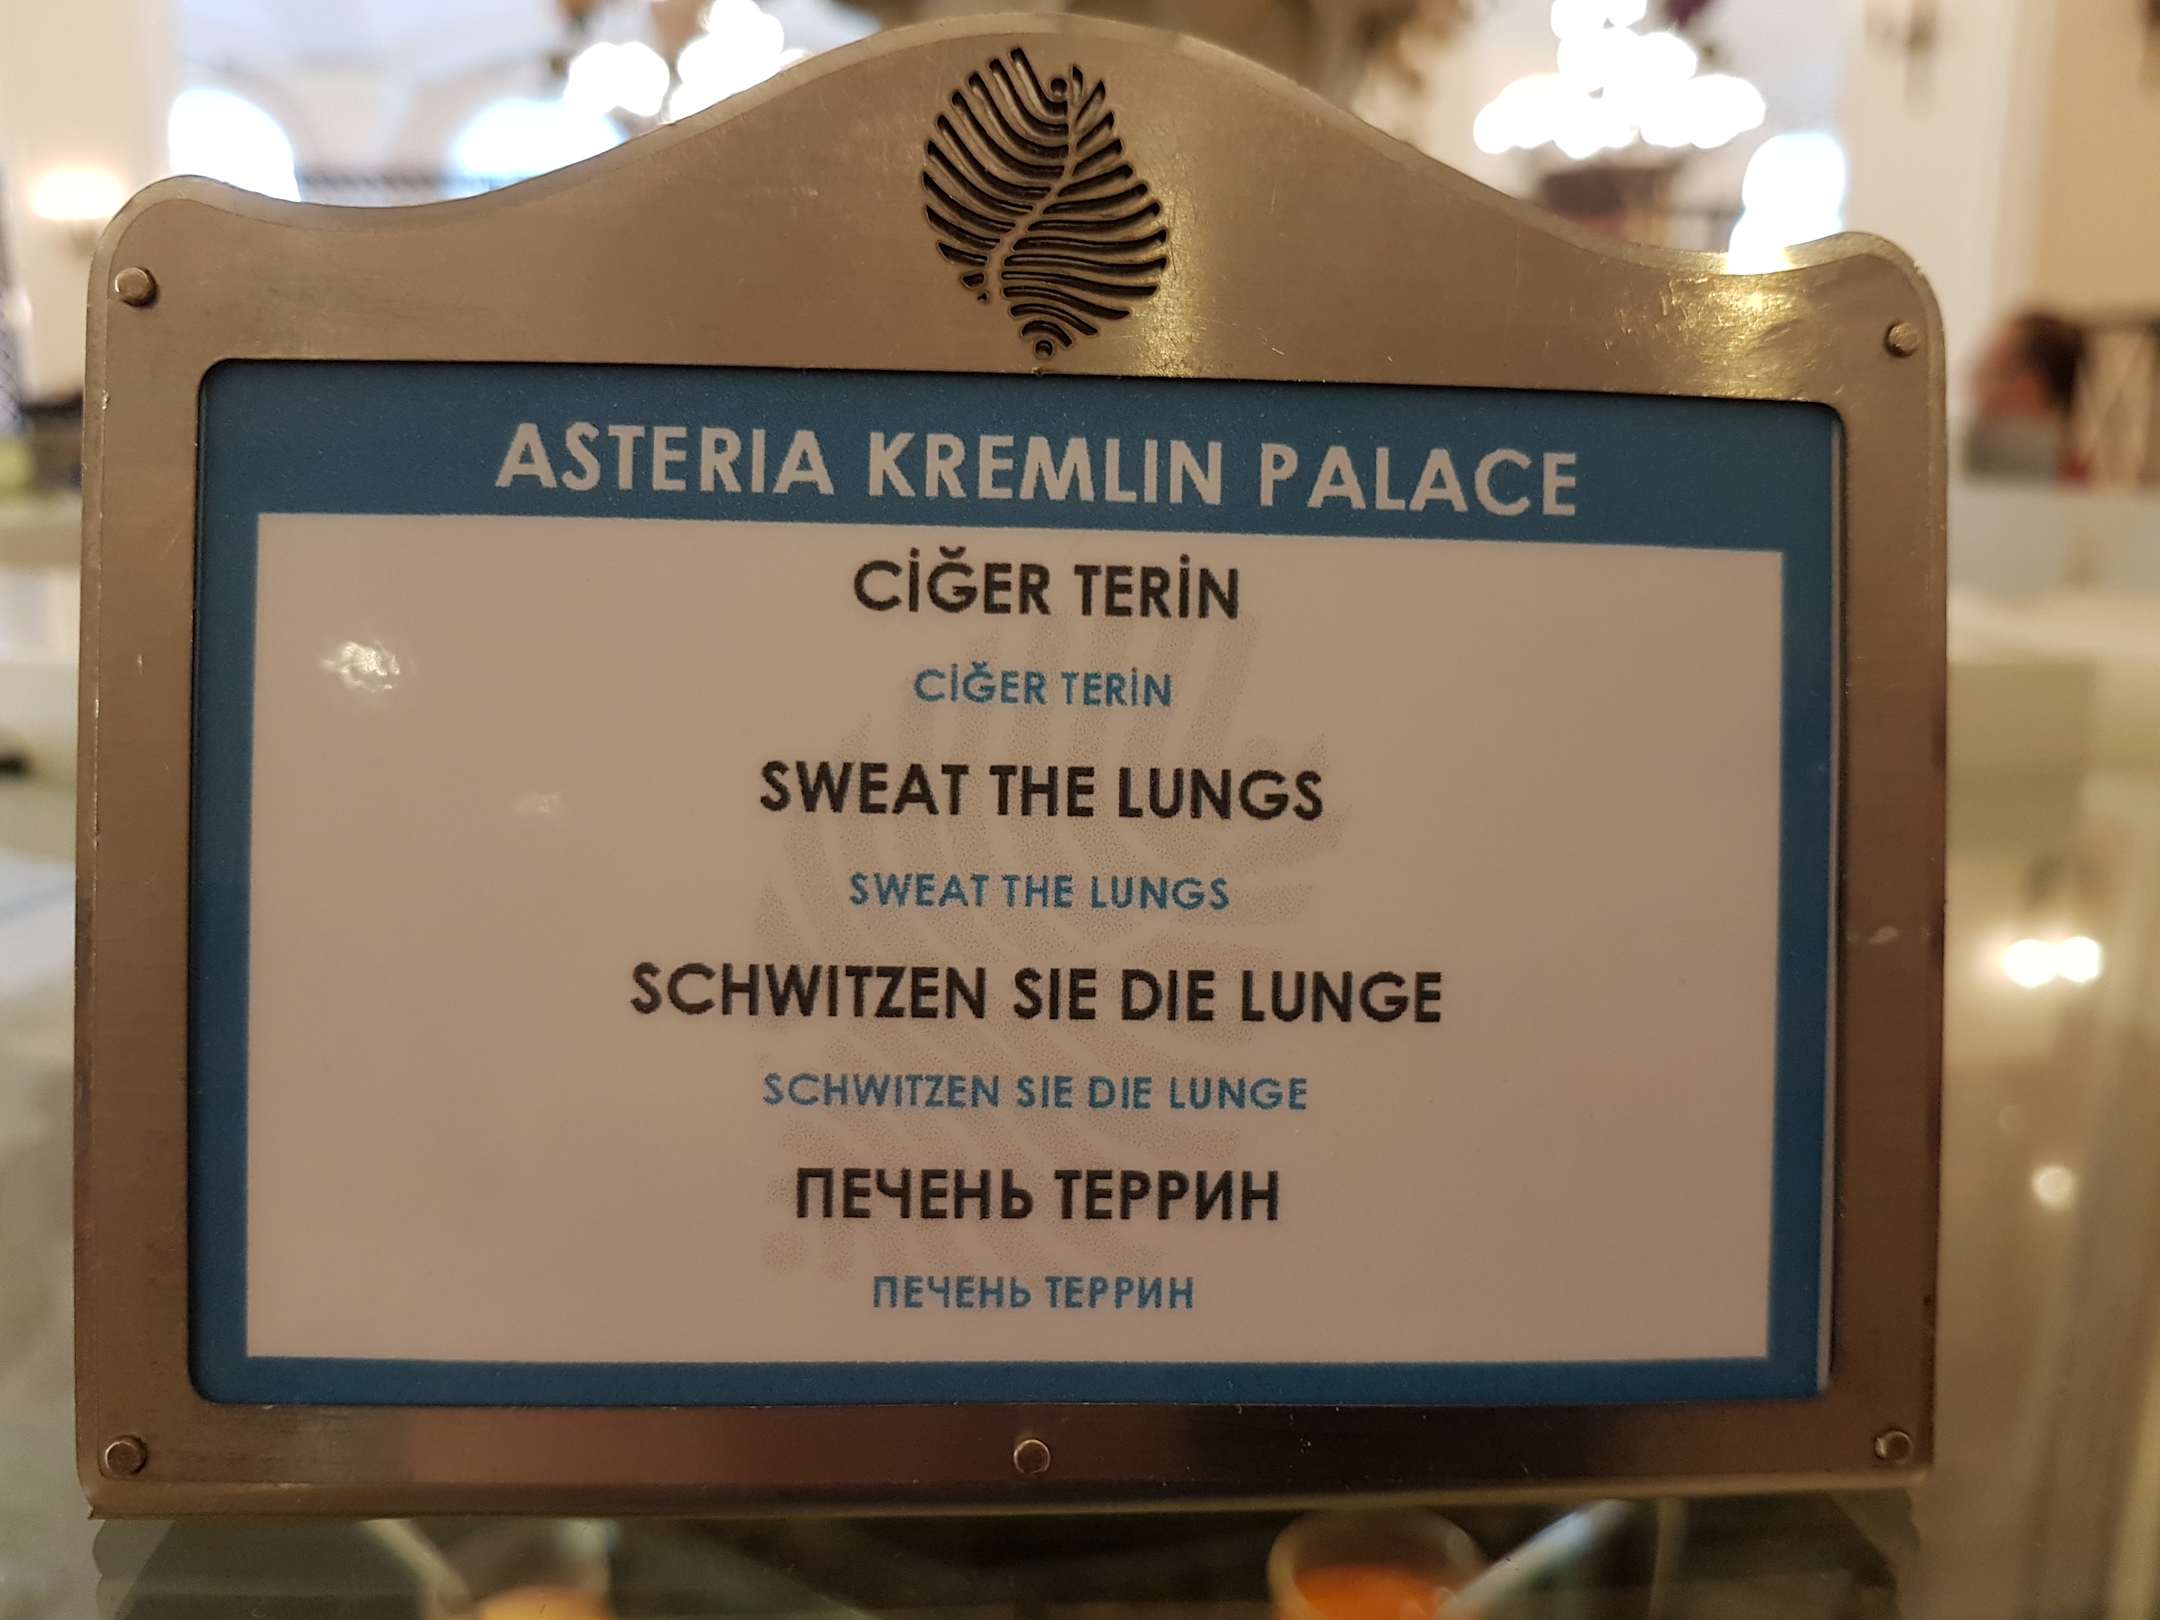 ASTERIA KREMLIN PALACE
CİĞER TERİN
CİĞER TERİN
SWEAT THE LUNGS
SWEAT THE LUNGS
SCHWITZEN SIE DIE LUNGE
SCHWITZEN SIE DIE LUNGE
ПЕЧЕНЬ ТЕРРИН
ПЕЧЕНЬ ТЕРРИН